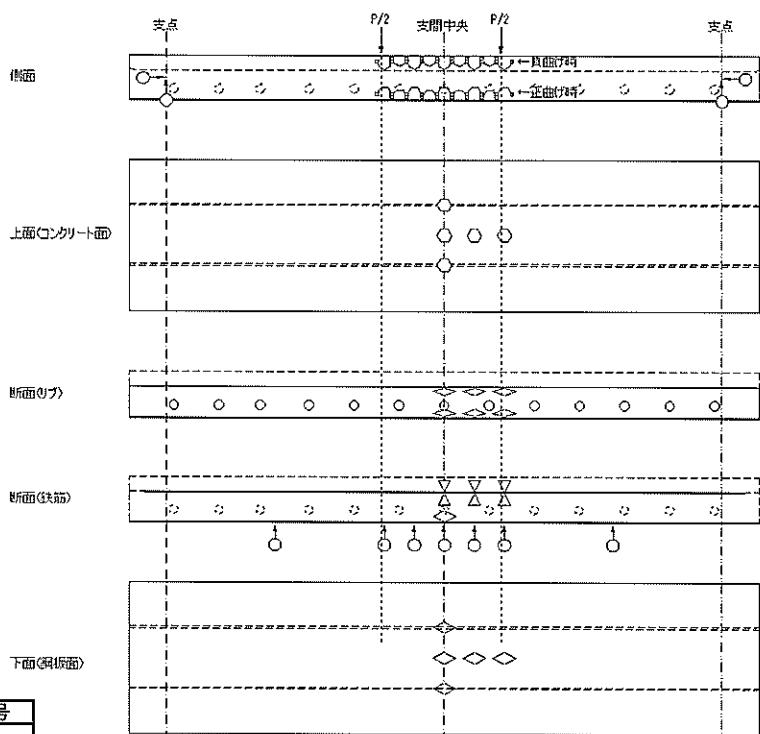 支点 P/2 支間中央 P/2 支点
側面
←負曲げ時
←正曲げ時
上面(コンクリート面)
断面(リブ)
断面(鉄筋)
下面(鋼板面)
号